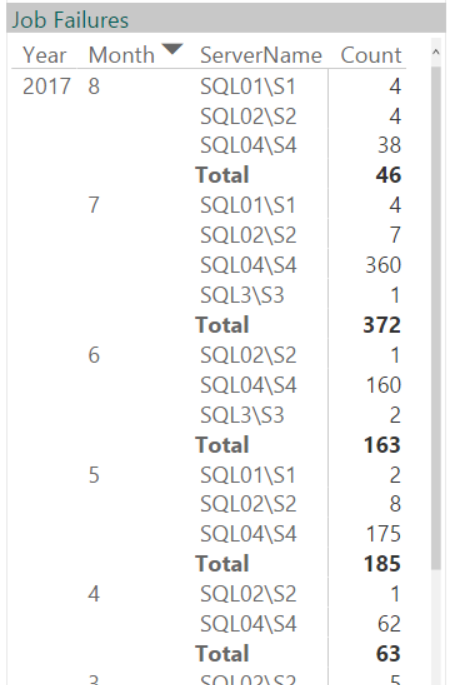 Job Failures
Year Month ServerName Count
2017 8 SQL01\S1 4
SQL02\S2 4
SQL04\S4 38
Total 46
7 SQL01\S1 4
SQL02\S2 7
SQL04\S4 360
SQL3\S3 1
Total 372
6 SQL02\S2 1
SQL04\S4 160
SQL3\S3 2
Total 163
5 SQL01\S1 2
SQL02\S2 8
SQL04\S4 175
Total 185
4 SQL02\S2 1
SQL04\S4 62
Total 63
3 SQL02\S2 5